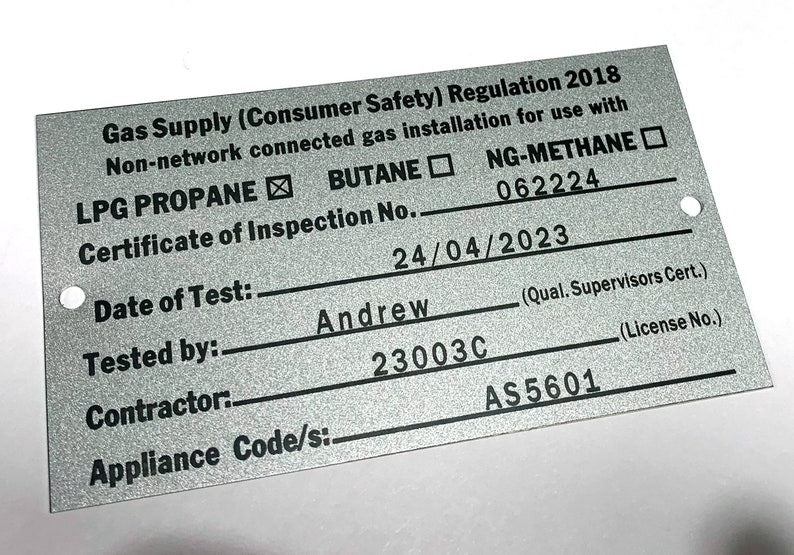 Gas Supply (Consumer Safety) Regulation 2018
Non-network connected gas installation for use with
LPG PROPANE ☒ BUTANE ☐ NG-METHANE ☐
Certificate of Inspection No. 062224
Date of Test: 24/04/2023
Tested by: Andrew (Qual. Supervisors Cert.)
Contractor: 23003C (License No.)
Appliance Code/s: AS5601